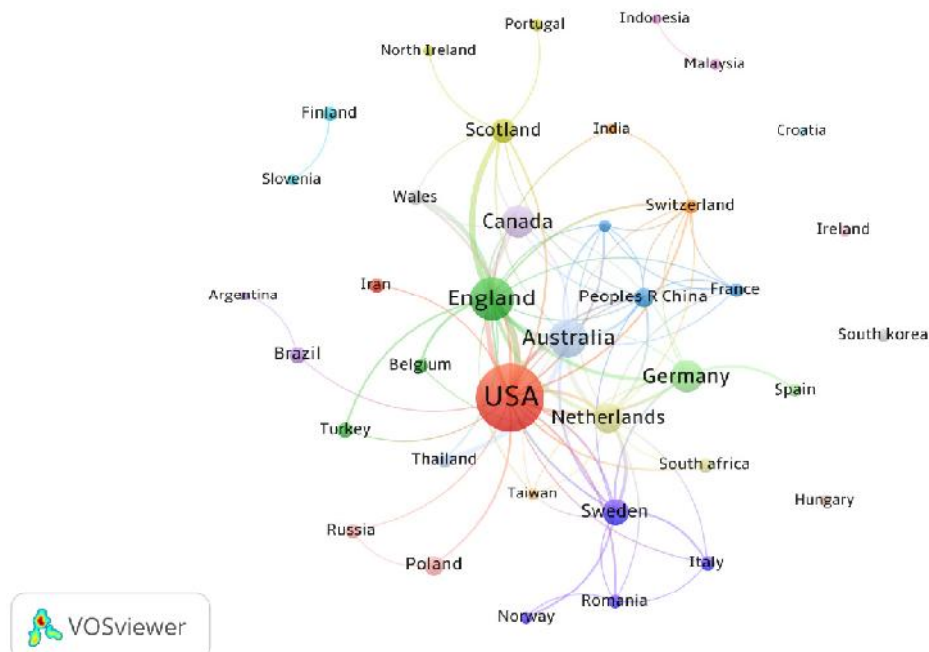 Indonesia
Portugal
North Ireland
Malaysia
Finland
Scotland
India
Croatia
Slovenia
Wales
Switzerland
Canada
Ireland
Iran
France
Argentina
England
Peoples R China
South korea
Australia
Brazil
Belgium
Germany
USA
Spain
Netherlands
Turkey
Thailand
South africa
Taiwan
Hungary
Sweden
Russia
Poland
Italy
Romania
Norway
VOSviewer